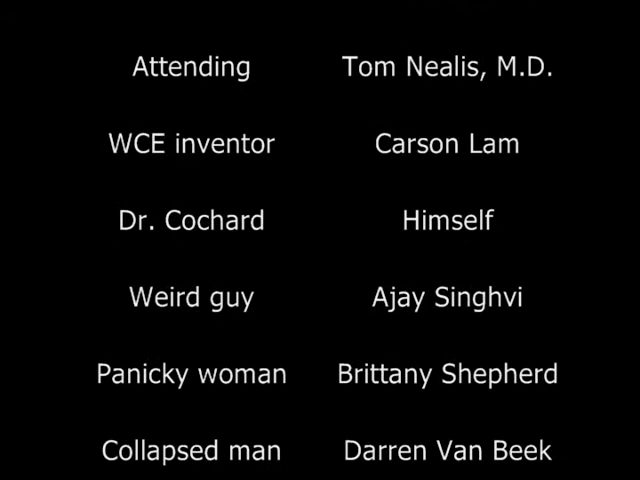 Attending Tom Nealis, M.D.
WCE inventor Carson Lam
Dr. Cochard Himself
Weird guy Ajay Singhvi
Panicky woman Brittany Shepherd
Collapsed man Darren Van Beek